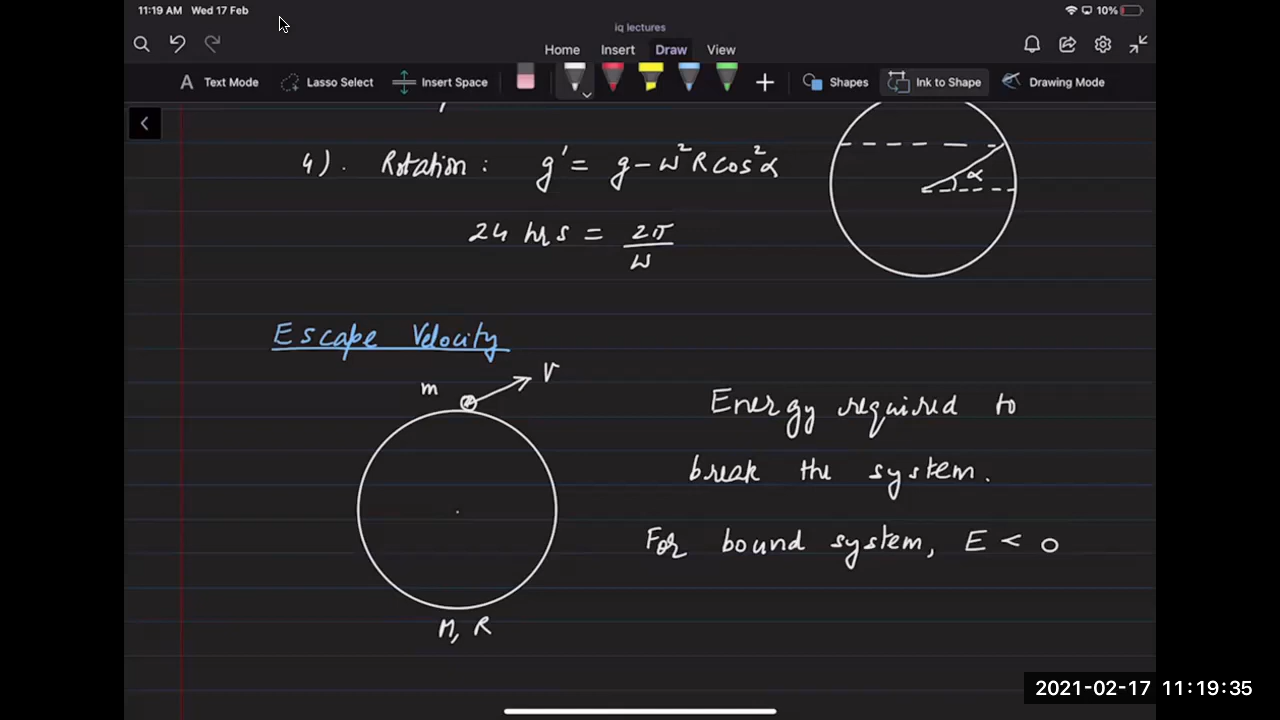 11:19 AM Wed 17 Feb
10%
iq lectures
Home Insert Draw View
Text Mode Lasso Select Insert Space Shapes Ink to Shape Drawing Mode
4). Rotation: g' = g - ω² R cos² α
α
24 hrs = 2π/ω
Escape Velocity
m V
Energy required to
break the system.
For bound system, E < 0
M, R
2021-02-17 11:19:35